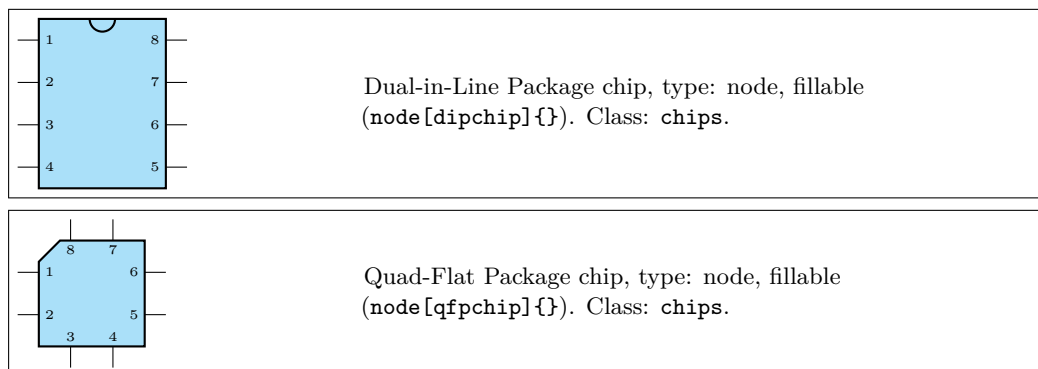 1 8
2 7
3 6
4 5
Dual-in-Line Package chip, type: node, fillable
(node[dipchip]{}). Class: chips.
8 7
1 6
2 5
3 4
Quad-Flat Package chip, type: node, fillable
(node[qfpchip]{}). Class: chips.